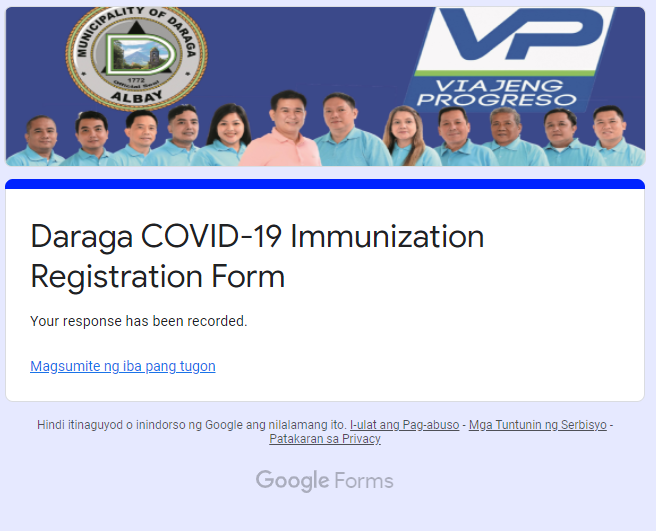 MUNICIPALITY OF DARAGA
Official Seal
1772
ALBAY
VP
VIAJENG
PROGRESO
Daraga COVID-19 Immunization
Registration Form
Your response has been recorded.
Magsumite ng iba pang tugon
Hindi itinaguyod o inindorso ng Google ang nilalamang ito. I-ulat ang Pag-abuso - Mga Tuntunin ng Serbisyo -
Patakaran sa Privacy
Google Forms